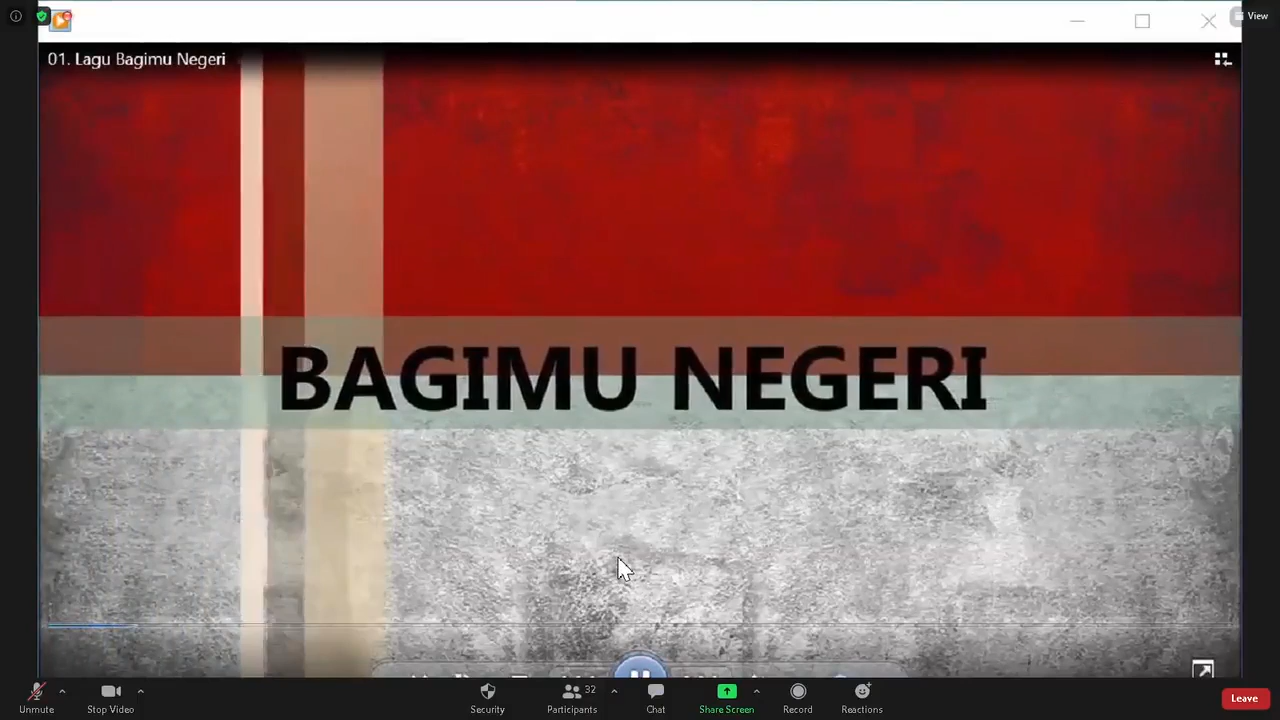 View
01. Lagu Bagimu Negeri
BAGIMU NEGERI
Unmute
Stop Video
Security
Participants
32
Chat
Share Screen
Record
Reactions
Leave